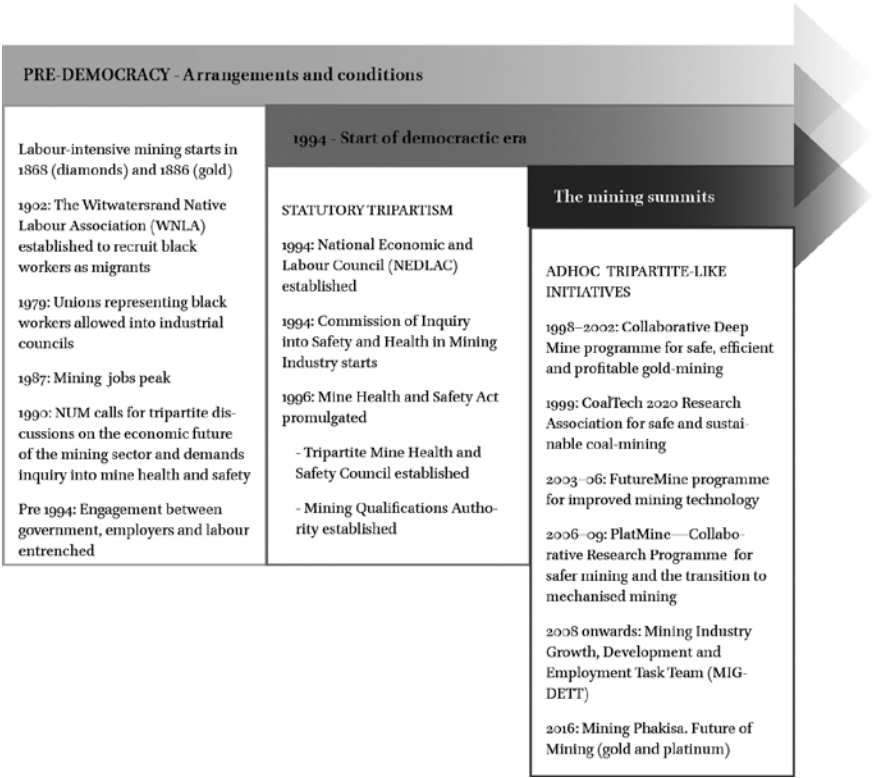 PRE-DEMOCRACY - Arrangements and conditions
Labour-intensive mining starts in
1868 (diamonds) and 1886 (gold)
1902: The Witwatersrand Native
Labour Association (WNLA)
established to recruit black
workers as migrants
1979: Unions representing black
workers allowed into industrial
councils
1987: Mining jobs peak
1990: NUM calls for tripartite dis-
cussions on the economic future
of the mining sector and demands
inquiry into mine health and safety
Pre 1994: Engagement between
government, employers and labour
entrenched
1994 - Start of democractic era
STATUTORY TRIPARTISM
1994: National Economic and
Labour Council (NEDLAC)
established
1994: Commission of Inquiry
into Safety and Health in Mining
Industry starts
1996: Mine Health and Safety Act
promulgated
- Tripartite Mine Health and
Safety Council established
- Mining Qualifications Autho-
rity established
The mining summits
ADHOC TRIPARTITE-LIKE
INITIATIVES
1998–2002: Collaborative Deep
Mine programme for safe, efficient
and profitable gold-mining
1999: CoalTech 2020 Research
Association for safe and sustai-
nable coal-mining
2003–06: FutureMine programme
for improved mining technology
2006–09: PlatMine—Collabo-
rative Research Programme for
safer mining and the transition to
mechanised mining
2008 onwards: Mining Industry
Growth, Development and
Employment Task Team (MIG-
DETT)
2016: Mining Phakisa. Future of
Mining (gold and platinum)